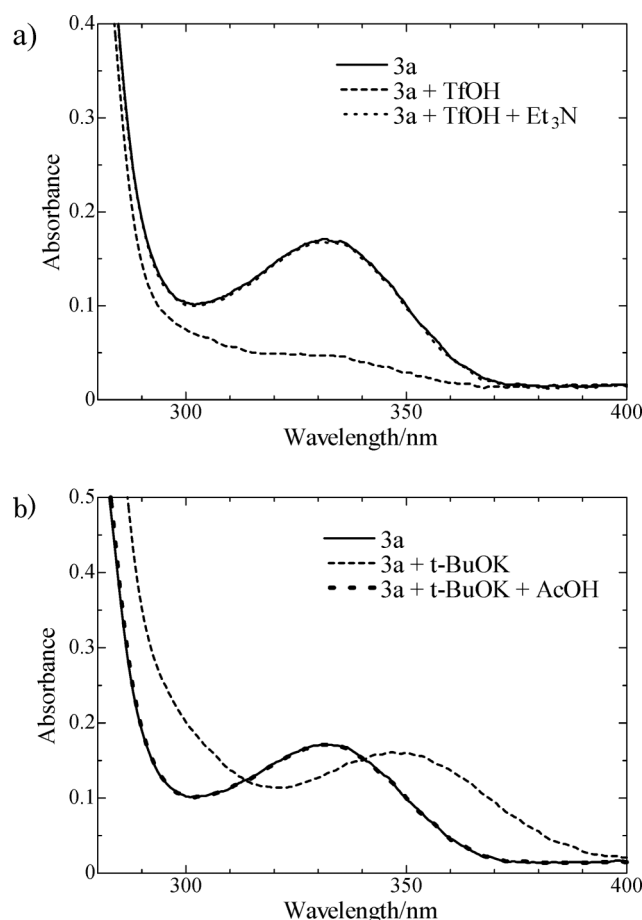 a)
0.4
0.3
0.2
0.1
0
Absorbance
3a
3a + TfOH
3a + TfOH + Et₃N
300
350
400
Wavelength/nm
b)
0.5
0.4
0.3
0.2
0.1
0
Absorbance
3a
3a + t-BuOK
3a + t-BuOK + AcOH
300
350
400
Wavelength/nm